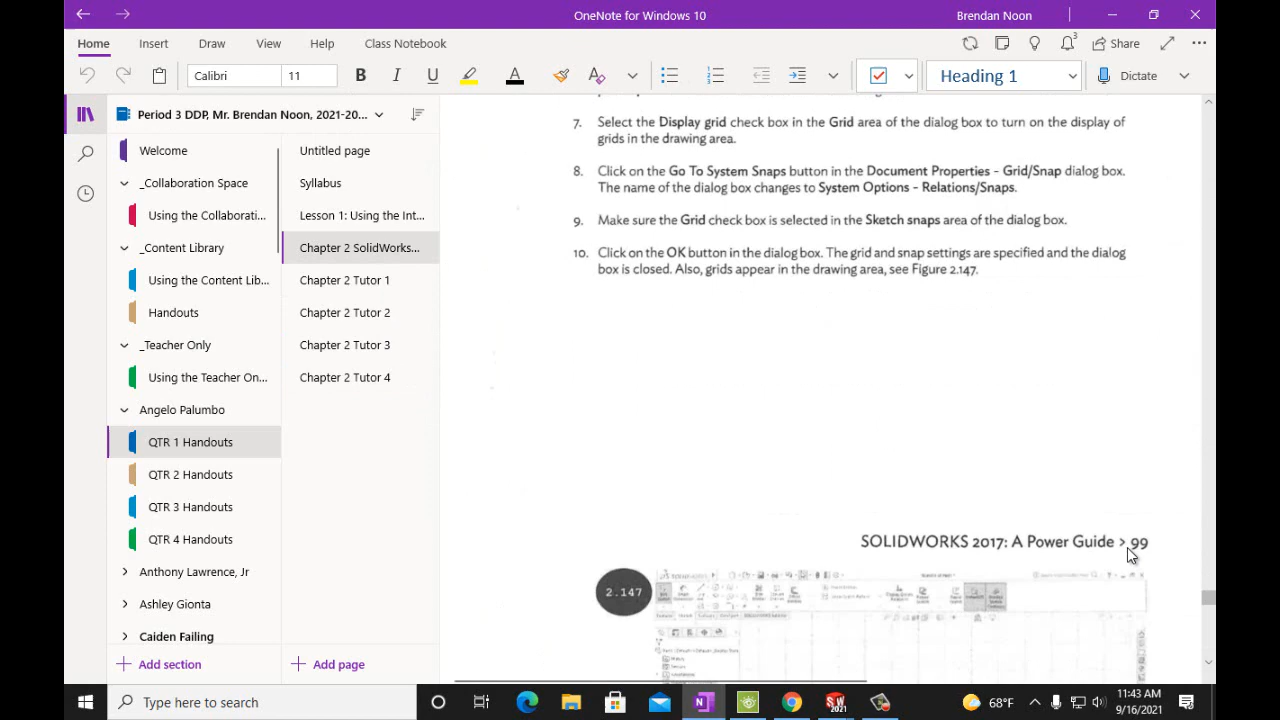 OneNote for Windows 10
Brendan Noon
Home
Insert
Draw
View
Help
Class Notebook
3
Share
Calibri
11
B
I
U
A
Heading 1
Dictate
Period 3 DDP, Mr. Brendan Noon, 2021-20...
Welcome
_Collaboration Space
Using the Collaborati...
_Content Library
Using the Content Lib...
Handouts
_Teacher Only
Using the Teacher On...
Angelo Palumbo
QTR 1 Handouts
QTR 2 Handouts
QTR 3 Handouts
QTR 4 Handouts
Anthony Lawrence, Jr
Ashley Gionta
Caiden Failing
Add section
Untitled page
Syllabus
Lesson 1: Using the Int...
Chapter 2 SolidWorks...
Chapter 2 Tutor 1
Chapter 2 Tutor 2
Chapter 2 Tutor 3
Chapter 2 Tutor 4
Add page
7. Select the Display grid check box in the Grid area of the dialog box to turn on the display of
grids in the drawing area.
8. Click on the Go To System Snaps button in the Document Properties - Grid/Snap dialog box.
The name of the dialog box changes to System Options - Relations/Snaps.
9. Make sure the Grid check box is selected in the Sketch snaps area of the dialog box.
10. Click on the OK button in the dialog box. The grid and snap settings are specified and the dialog
box is closed. Also, grids appear in the drawing area, see Figure 2.147.
SOLIDWORKS 2017: A Power Guide > 99
2.147
Type here to search
SW
2021
68°F
11:43 AM
9/16/2021